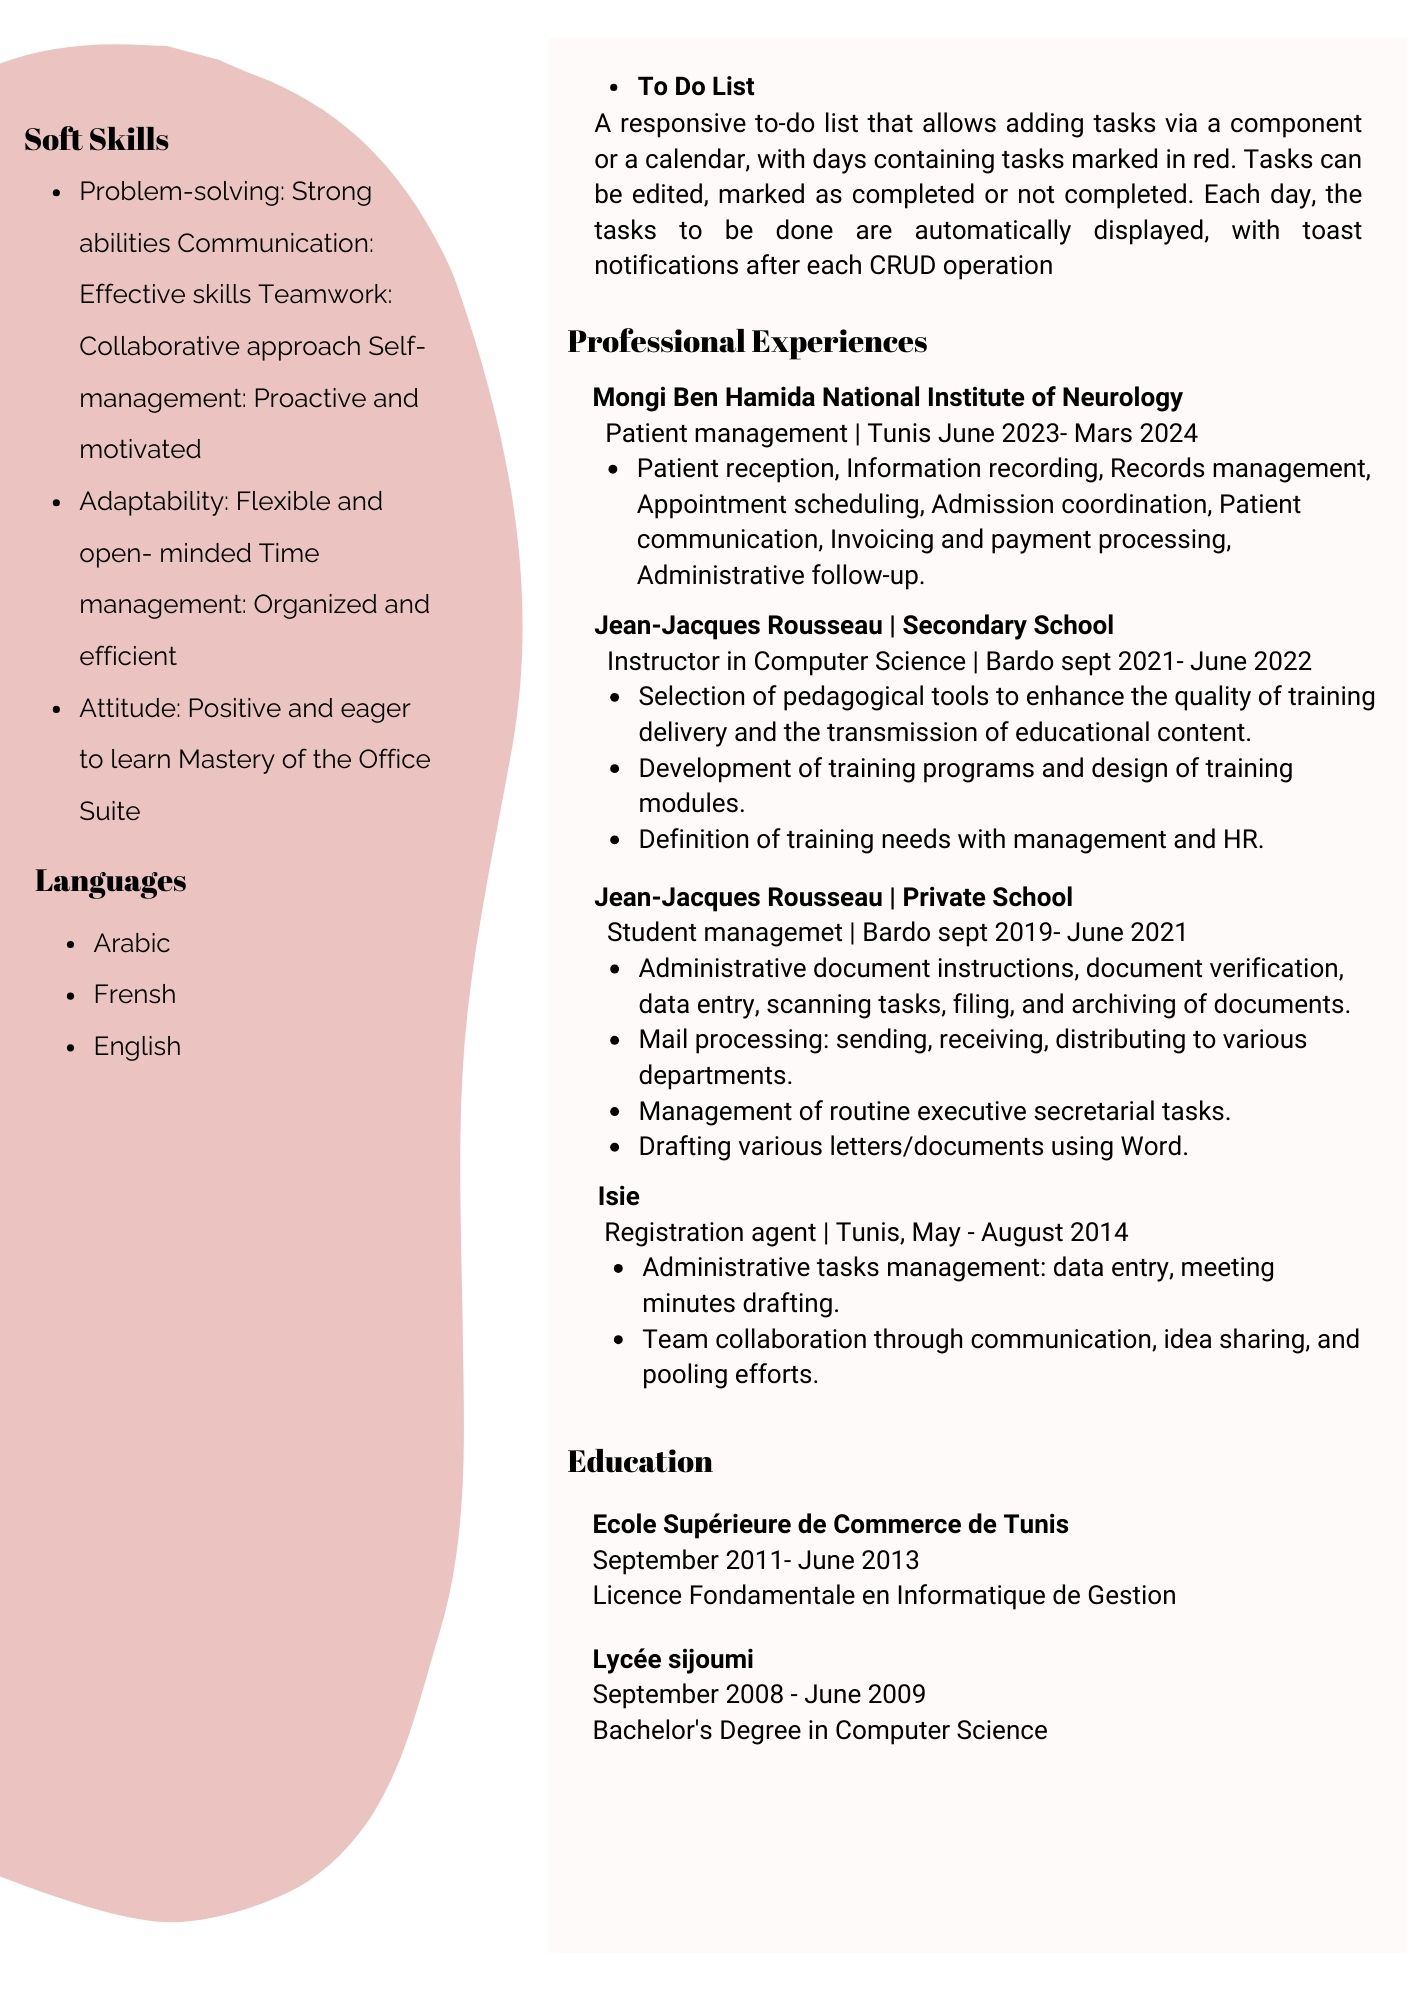 Soft Skills
• Problem-solving: Strong
abilities Communication:
Effective skills Teamwork:
Collaborative approach Self-
management: Proactive and
motivated
• Adaptability: Flexible and
open- minded Time
management: Organized and
efficient
• Attitude: Positive and eager
to learn Mastery of the Office
Suite
Languages
• Arabic
• Frensh
• English
• To Do List
A responsive to-do list that allows adding tasks via a component
or a calendar, with days containing tasks marked in red. Tasks can
be edited, marked as completed or not completed. Each day, the
tasks to be done are automatically displayed, with toast
notifications after each CRUD operation
Professional Experiences
Mongi Ben Hamida National Institute of Neurology
Patient management | Tunis June 2023- Mars 2024
• Patient reception, Information recording, Records management,
Appointment scheduling, Admission coordination, Patient
communication, Invoicing and payment processing,
Administrative follow-up.
Jean-Jacques Rousseau | Secondary School
Instructor in Computer Science | Bardo sept 2021- June 2022
• Selection of pedagogical tools to enhance the quality of training
delivery and the transmission of educational content.
• Development of training programs and design of training
modules.
• Definition of training needs with management and HR.
Jean-Jacques Rousseau | Private School
Student managemet | Bardo sept 2019- June 2021
• Administrative document instructions, document verification,
data entry, scanning tasks, filing, and archiving of documents.
• Mail processing: sending, receiving, distributing to various
departments.
• Management of routine executive secretarial tasks.
• Drafting various letters/documents using Word.
Isie
Registration agent | Tunis, May - August 2014
• Administrative tasks management: data entry, meeting
minutes drafting.
• Team collaboration through communication, idea sharing, and
pooling efforts.
Education
Ecole Supérieure de Commerce de Tunis
September 2011- June 2013
Licence Fondamentale en Informatique de Gestion
Lycée sijoumi
September 2008 - June 2009
Bachelor's Degree in Computer Science